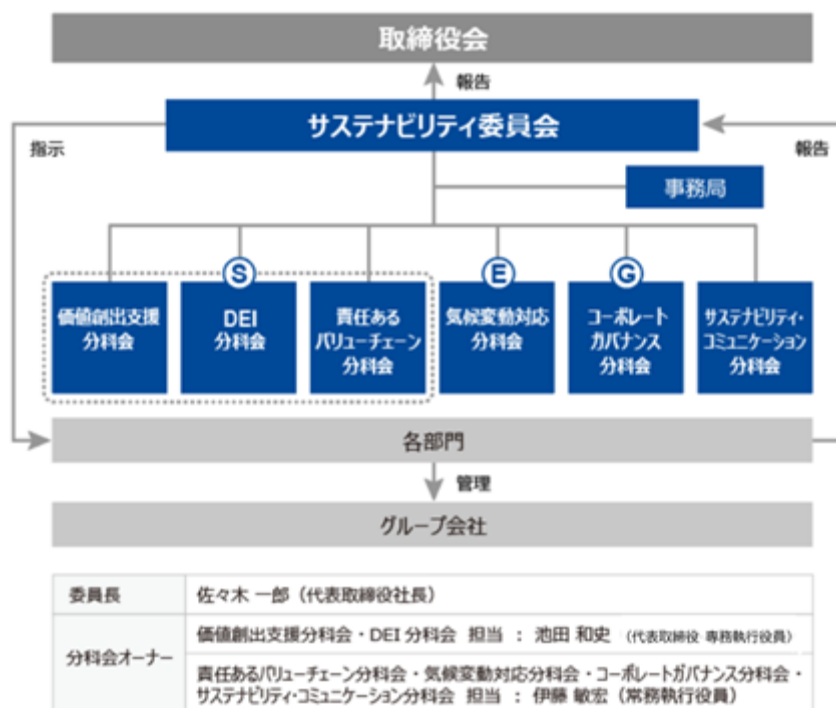 取締役会
報告
サステナビリティ委員会
指示
報告
事務局
S
E
G
価値創出支援
分科会
DEI
分科会
責任ある
バリューチェーン
分科会
気候変動対応
分科会
コーポレート
ガバナンス
分科会
サステナビリティ・
コミュニケーション
分科会
各部門
管理
グループ会社
委員長
佐々木 一郎（代表取締役社長）
分科会オーナー
価値創出支援分科会・DEI 分科会 担当 ： 池田 和史 （代表取締役 専務執行役員）
責任あるバリューチェーン分科会・気候変動対応分科会・コーポレートガバナンス分科会・
サステナビリティ・コミュニケーション分科会 担当 ： 伊藤 敏宏（常務執行役員）